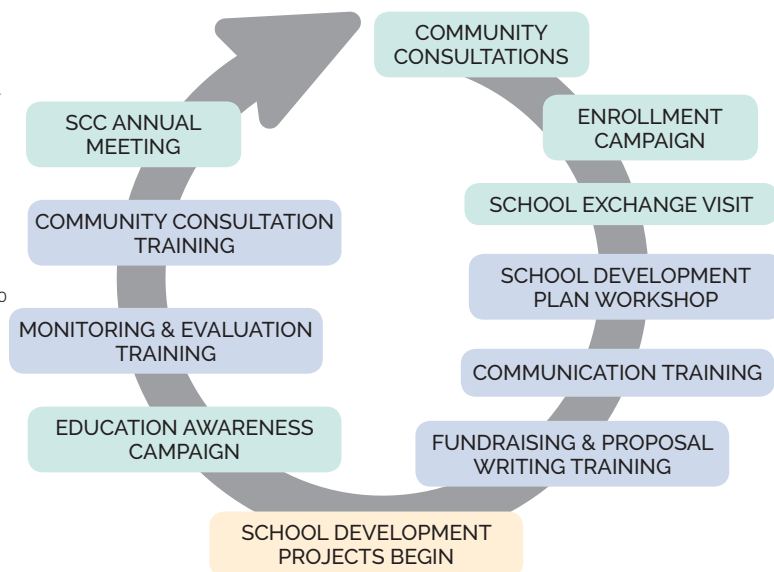 COMMUNITY
CONSULTATIONS
ENROLLMENT
CAMPAIGN
SCHOOL EXCHANGE VISIT
SCHOOL DEVELOPMENT
PLAN WORKSHOP
COMMUNICATION TRAINING
FUNDRAISING & PROPOSAL
WRITING TRAINING
SCHOOL DEVELOPMENT
PROJECTS BEGIN
EDUCATION AWARENESS
CAMPAIGN
MONITORING & EVALUATION
TRAINING
COMMUNITY CONSULTATION
TRAINING
SCC ANNUAL
MEETING